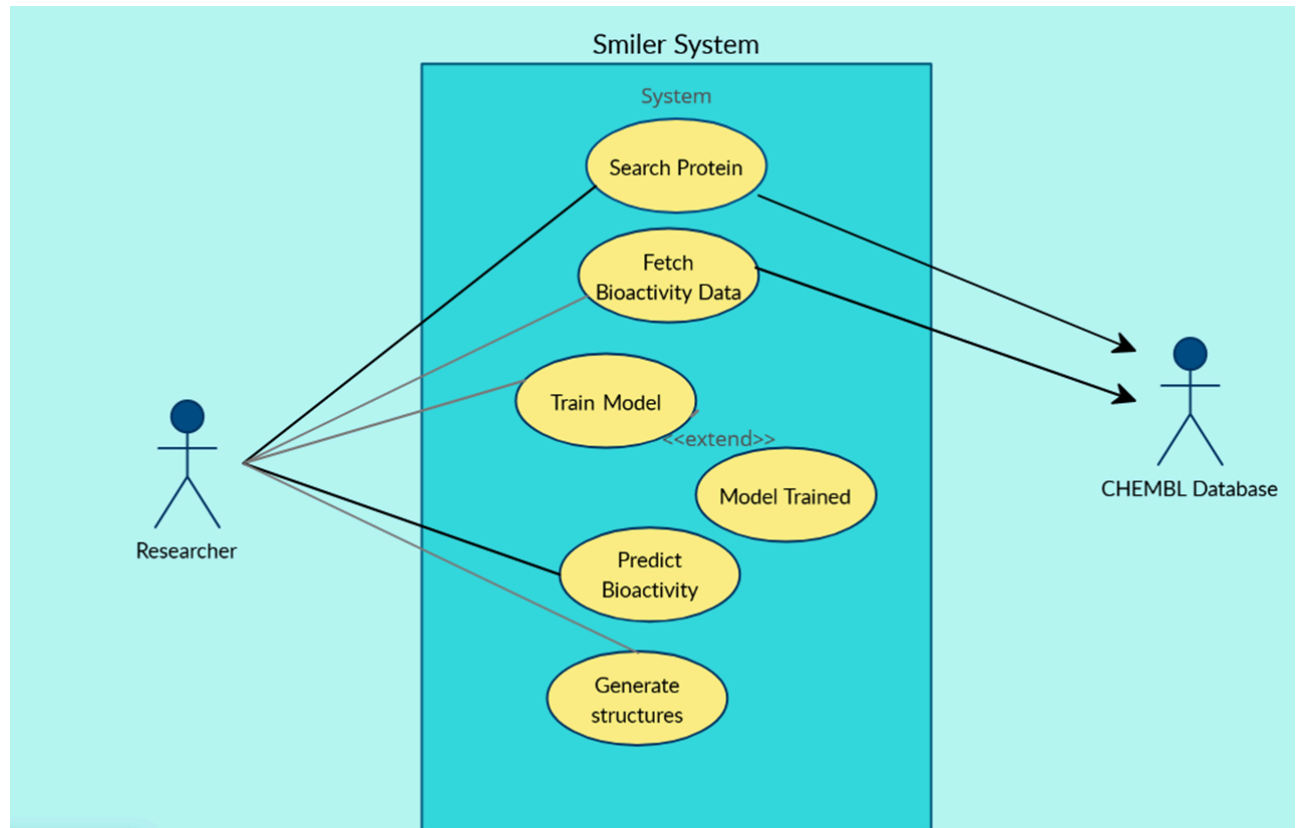 Smiler System
System
Search Protein
Fetch
Bioactivity Data
Train Model
<<extend>>
Model Trained
Predict
Bioactivity
Generate
structures
Researcher
CHEMBL Database